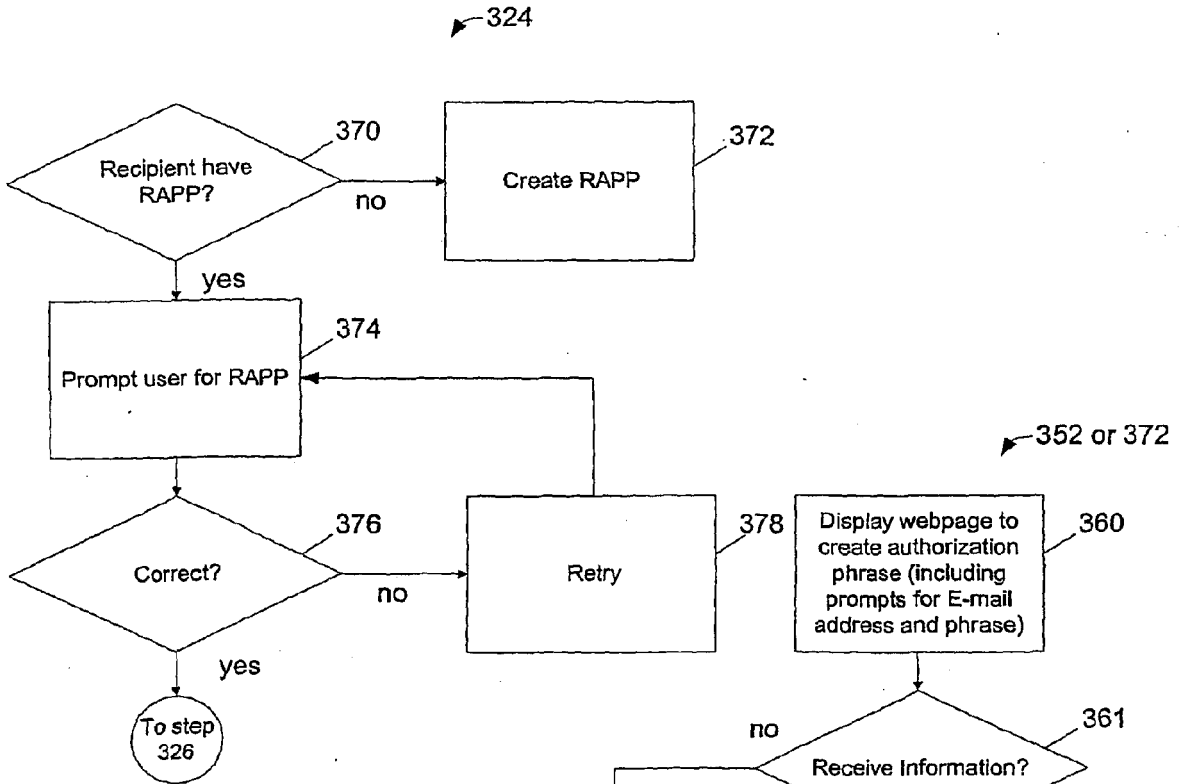 324
370
Recipient have
RAPP?
no
372
Create RAPP
yes
374
Prompt user for RAPP
352 or 372
376
Correct?
no
378
Retry
360
Display webpage to
create authorization
phrase (including
prompts for E-mail
address and phrase)
yes
To step
326
no
361
Receive Information?